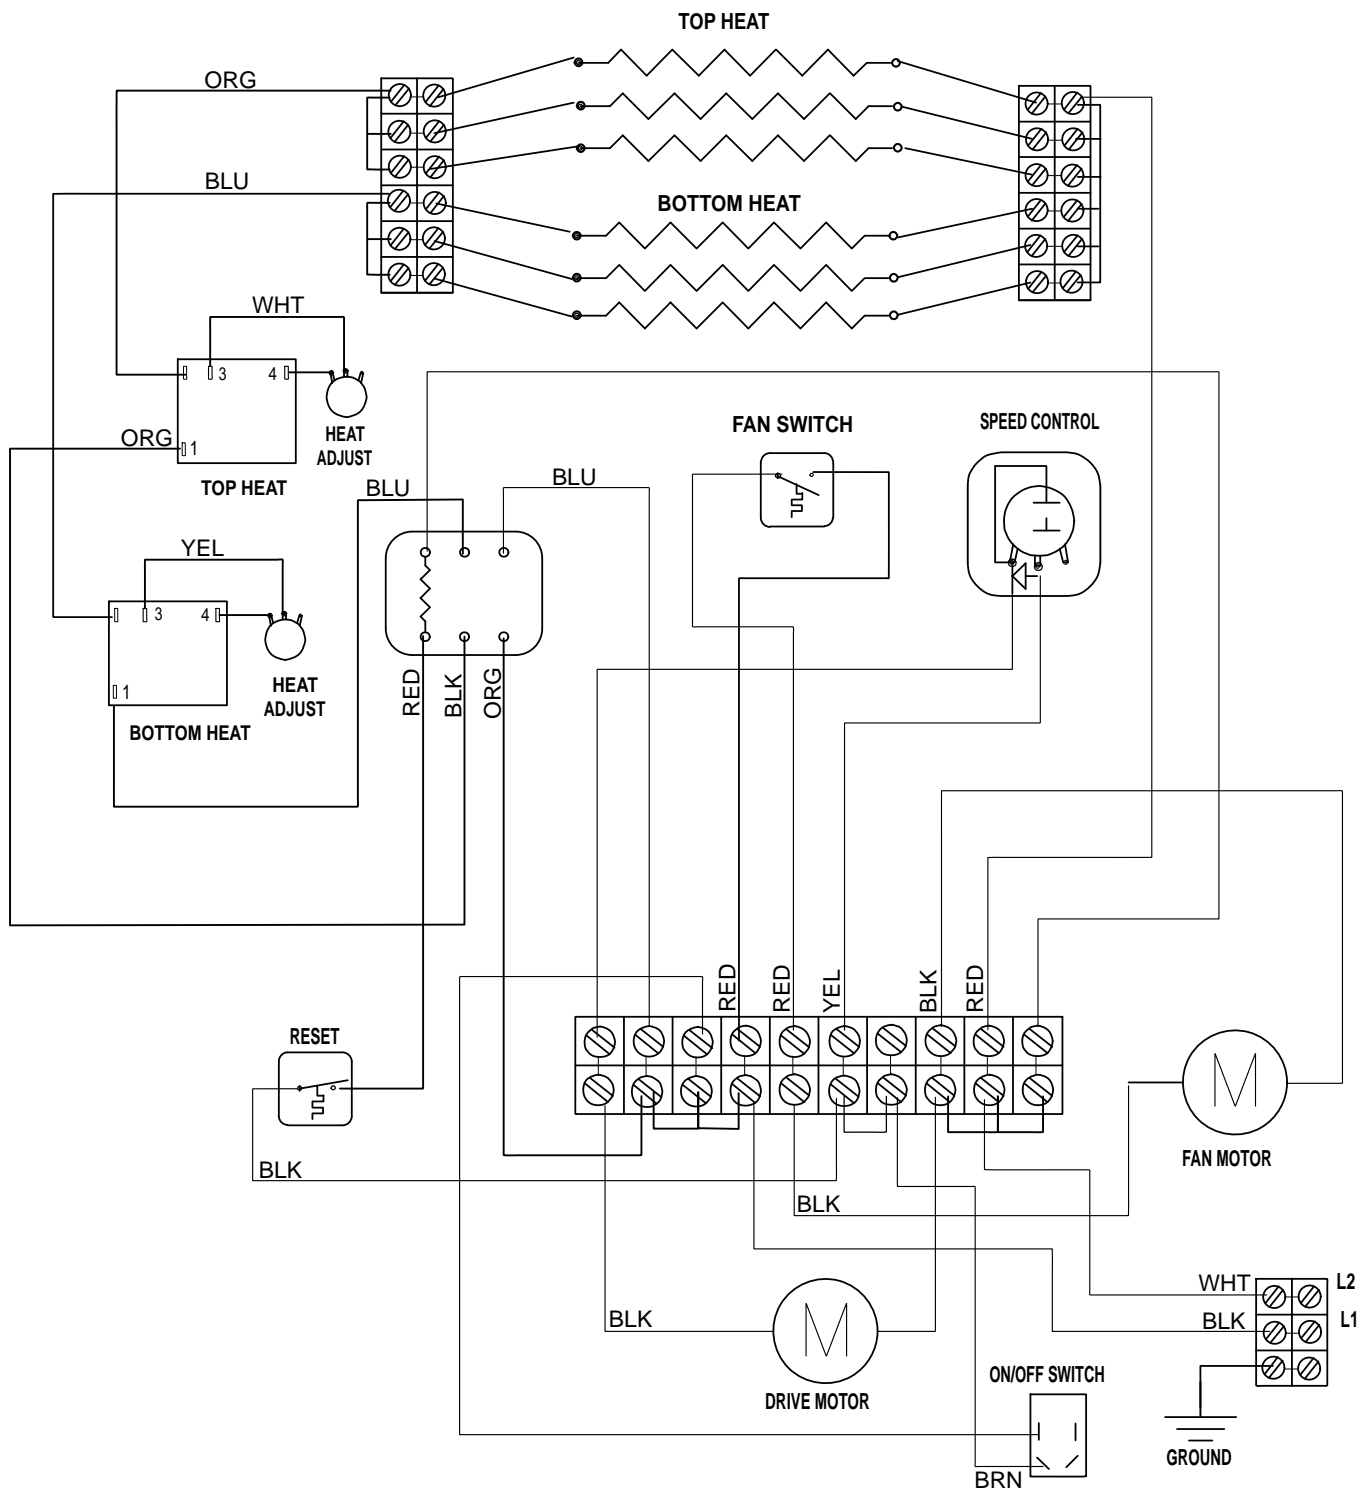 TOP HEAT
ORG
BLU
BOTTOM HEAT
WHT
3 4
HEAT
ADJUST
ORG
1
TOP HEAT
FAN SWITCH
SPEED CONTROL
BLU
BLU
YEL
3 4
1
HEAT
ADJUST
BOTTOM HEAT
RED
BLK
ORG
RED
RED
YEL
BLK
RED
RESET
BLK
M
FAN MOTOR
BLK
WHT
L2
BLK
L1
BLK
M
DRIVE MOTOR
ON/OFF SWITCH
GROUND
BRN